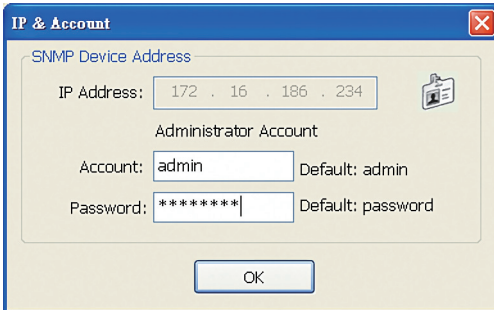 IP & Account
SNMP Device Address
IP Address: 172 . 16 . 186 . 234
Administrator Account
Account: admin Default: admin
Password: ******** Default: password
OK